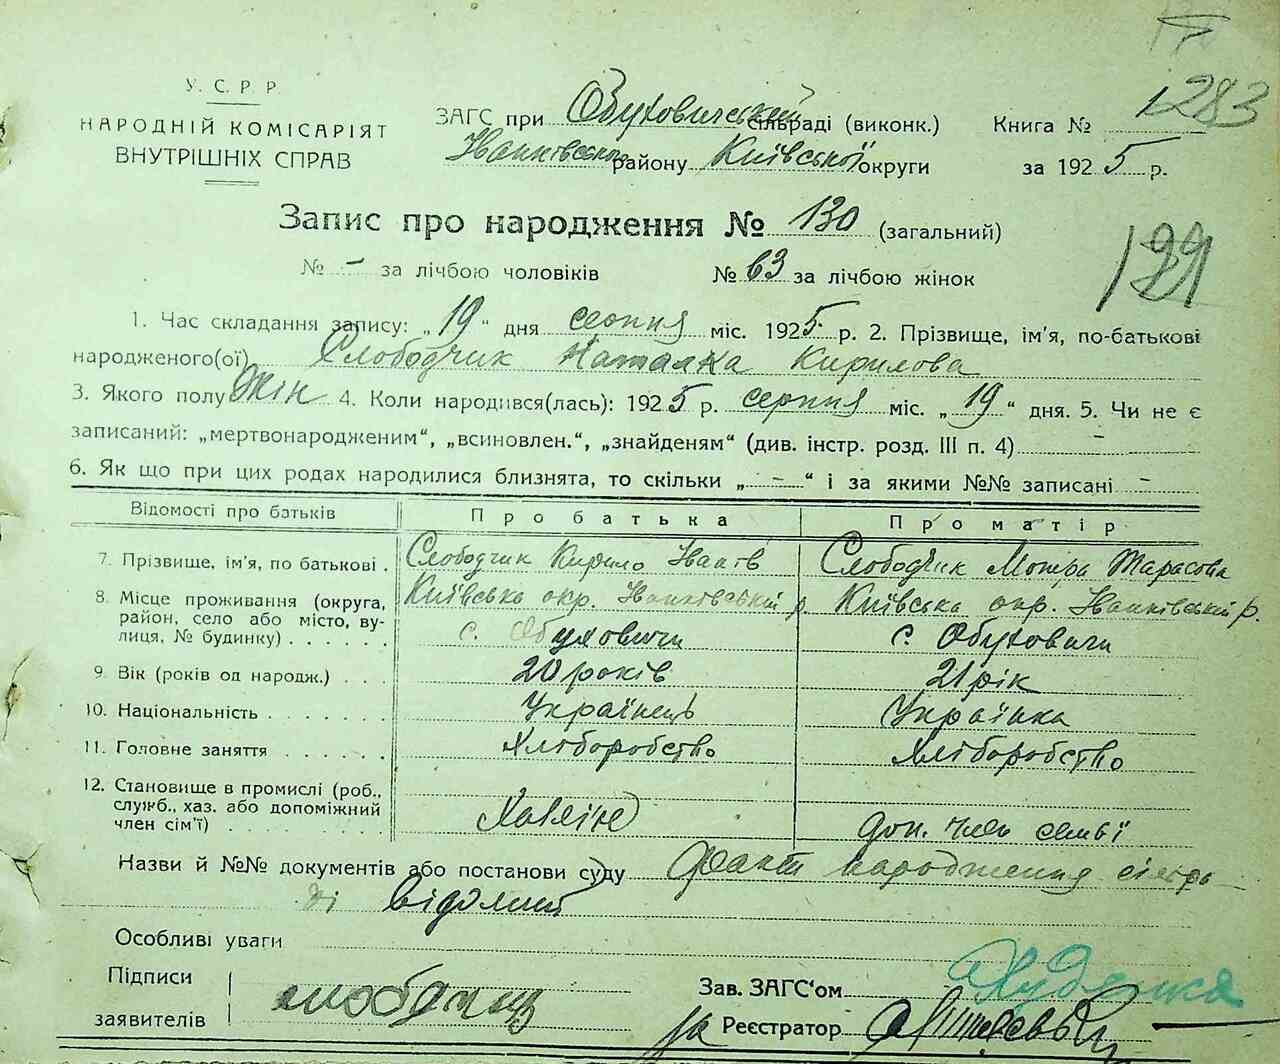 У. С. Р. Р.
НАРОДНІЙ КОМІСАРІЯТ
ВНУТРІШНІХ СПРАВ
ЗАГС при Обуховичський сільраді (виконк.)
Іванківсько району Київської округи
Книга №
1283
за 1925 р.
Запис про народження № 130 (загальний)
№ - за лічбою чоловіків № 63 за лічбою жінок
129
1. Час складання запису: „19“ дня серпня міс. 1925 р. 2. Прізвище, ім'я, по-батькові
народженого(ої) Слободчик Наталка Кирилова
3. Якого полу жін 4. Коли народився(лась): 1925 р. серпня міс. „19“ дня. 5. Чи не є
записаний: „мертвонародженим“, „всиновлен.“, „знайденям“ (див. інстр. розд. III п. 4) -
6. Як що при цих родах народилися близнята, то скільки „-“ і за якими №№ записані -
Відомості про батьків Про батька Про матір
7. Прізвище, ім'я, по батькові . Слободчик Кирило Іванів Слободчик Мотря Тарасова
8. Місце проживання (округа, район, село або місто, вулиця, № будинку) . . . . . Київська окр. Іванківський р. с. Обуховичи Київська окр. Іванківський р. с. Обуховичи
9. Вік (років од народж.) . . . 20 років 21 рік
10. Національність . . . . . . . Українець Українка
11. Головне заняття . . . . . . Хліборобство Хліборобство
12. Становище в промислі (роб., служб., хаз. або допоміжний член сім'ї) . . . . . . . . . Хазяїн Доп. член семьї
Назви й №№ документів або постанови суду Факт народження сільра
ді відомий
Особливі уваги
Підписи
заявителів
Зав. ЗАГС'ом
Реєстратор